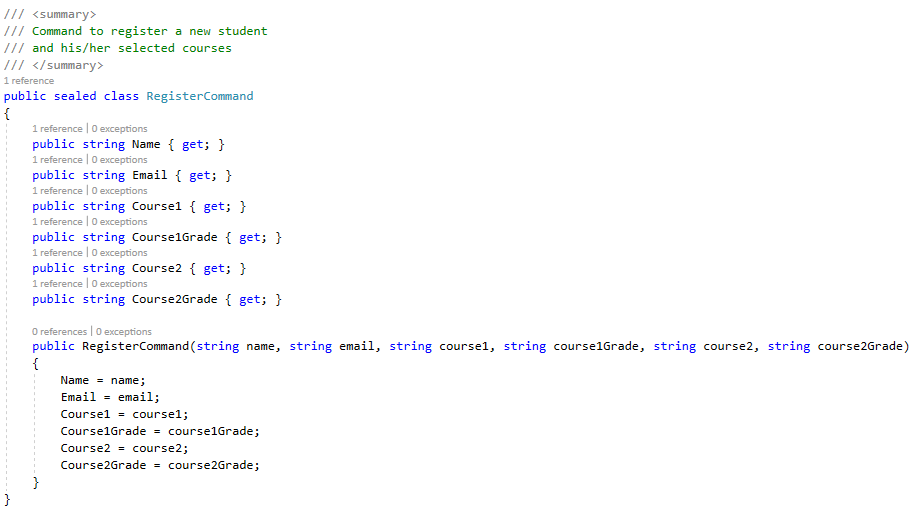 /// <summary>
/// Command to register a new student
/// and his/her selected courses
/// </summary>
1 reference
public sealed class RegisterCommand
{
1 reference | 0 exceptions
public string Name { get; }
1 reference | 0 exceptions
public string Email { get; }
1 reference | 0 exceptions
public string Course1 { get; }
1 reference | 0 exceptions
public string Course1Grade { get; }
1 reference | 0 exceptions
public string Course2 { get; }
1 reference | 0 exceptions
public string Course2Grade { get; }
0 references | 0 exceptions
public RegisterCommand(string name, string email, string course1, string course1Grade, string course2, string course2Grade)
{
Name = name;
Email = email;
Course1 = course1;
Course1Grade = course1Grade;
Course2 = course2;
Course2Grade = course2Grade;
}
}